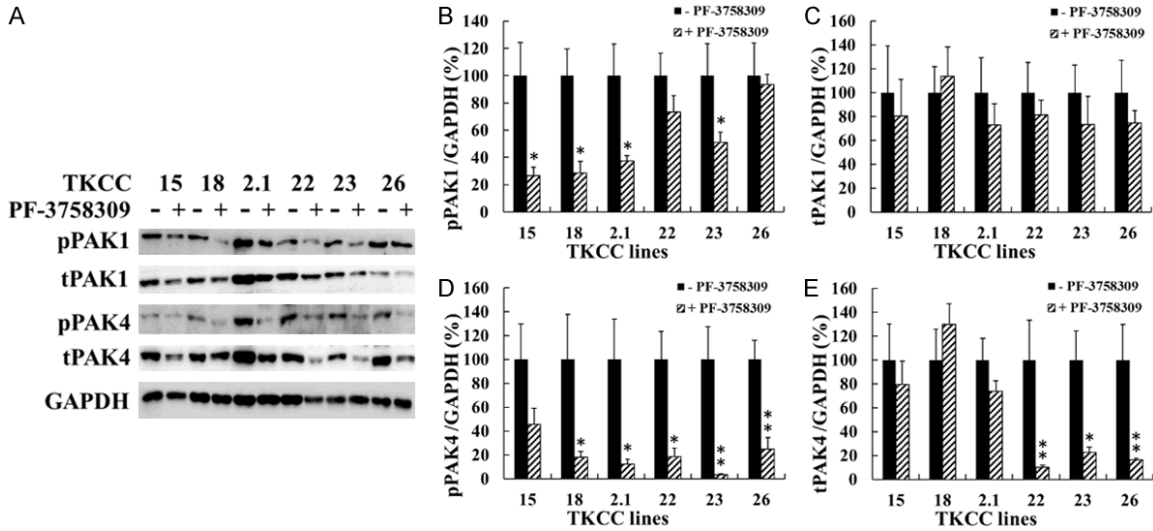 A
TKCC 15 18 2.1 22 23 26
PF-3758309 - + - + - + - + - + - +
pPAK1
tPAK1
pPAK4
tPAK4
GAPDH
B
pPAK1/GAPDH (%)
140
120
100
80
60
40
20
0
- PF-3758309
+ PF-3758309
* * * *
15 18 2.1 22 23 26
TKCC lines
C
tPAK1/GAPDH (%)
160
140
120
100
80
60
40
20
0
- PF-3758309
+ PF-3758309
15 18 2.1 22 23 26
TKCC lines
D
pPAK4/GAPDH (%)
160
140
120
100
80
60
40
20
0
- PF-3758309
+ PF-3758309
* * * ** **
15 18 2.1 22 23 26
TKCC lines
E
tPAK4/GAPDH (%)
160
140
120
100
80
60
40
20
0
- PF-3758309
+ PF-3758309
** * **
15 18 2.1 22 23 26
TKCC lines